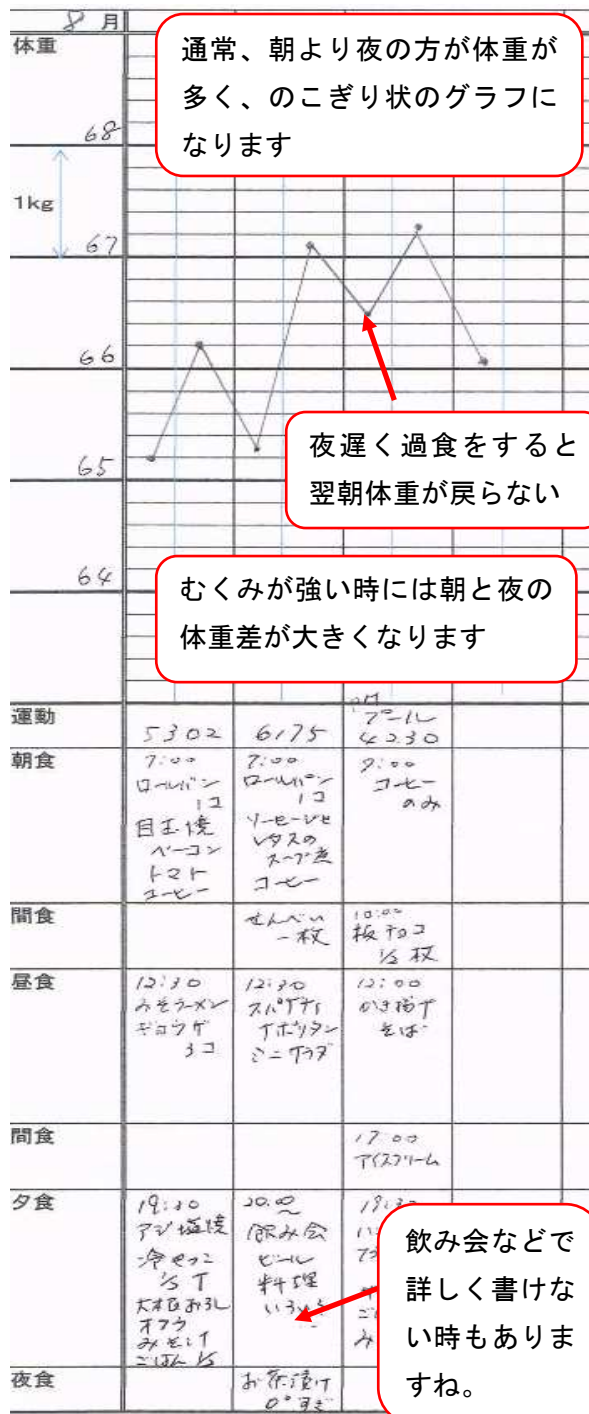 8月
体重
通常、朝より夜の方が体重が
多く、のこぎり状のグラフに
なります
68
1kg
67
66
夜遅く過食をすると
翌朝体重が戻らない
65
64
むくみが強い時には朝と夜の
体重差が大きくなります
運動
5302
6175
PM
プール
4230
朝食
7:00
ロールパン
1コ
目玉焼
ベーコン
トマト
コーヒー
7:00
ロールパン
1コ
ソーセージと
レタスの
スープ煮
コーヒー
9:00
コーヒー
のみ
間食
せんべい
一枚
10:00
板チョコ
1/2枚
昼食
12:30
みそラーメン
ギョウザ
3コ
12:30
スパゲティ
ナポリタン
ミニサラダ
12:00
かき揚げ
そば
間食
17:00
アイスクリーム
夕食
19:30
アジ塩焼
冷やっこ
1/2丁
大根おろし
オクラ
みそ汁
ごはん1/2
20:00~
飲み会
ビール
料理
いろいろ
飲み会などで
詳しく書けな
い時もありま
すね。
夜食
お茶漬け
0時すぎ